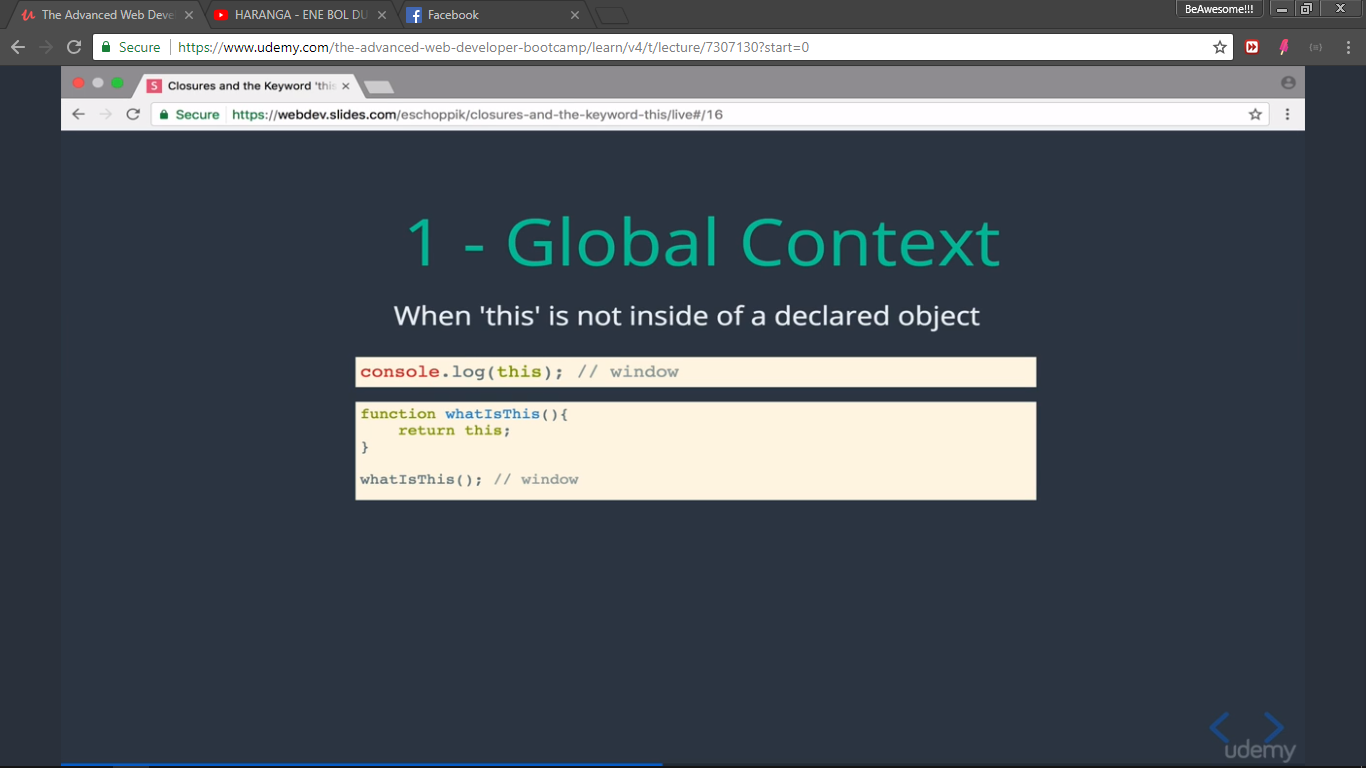 The Advanced Web Deve
HARANGA - ENE BOL DU
Facebook
BeAwesome!!!
Secure
https://www.udemy.com/the-advanced-web-developer-bootcamp/learn/v4/t/lecture/7307130?start=0
S
Closures and the Keyword 'this
Secure
https://webdev.slides.com/eschoppik/closures-and-the-keyword-this/live#/16
1 - Global Context
When 'this' is not inside of a declared object
console.log(this); // window
function whatIsThis(){
    return this;
}
whatIsThis(); // window
udemy